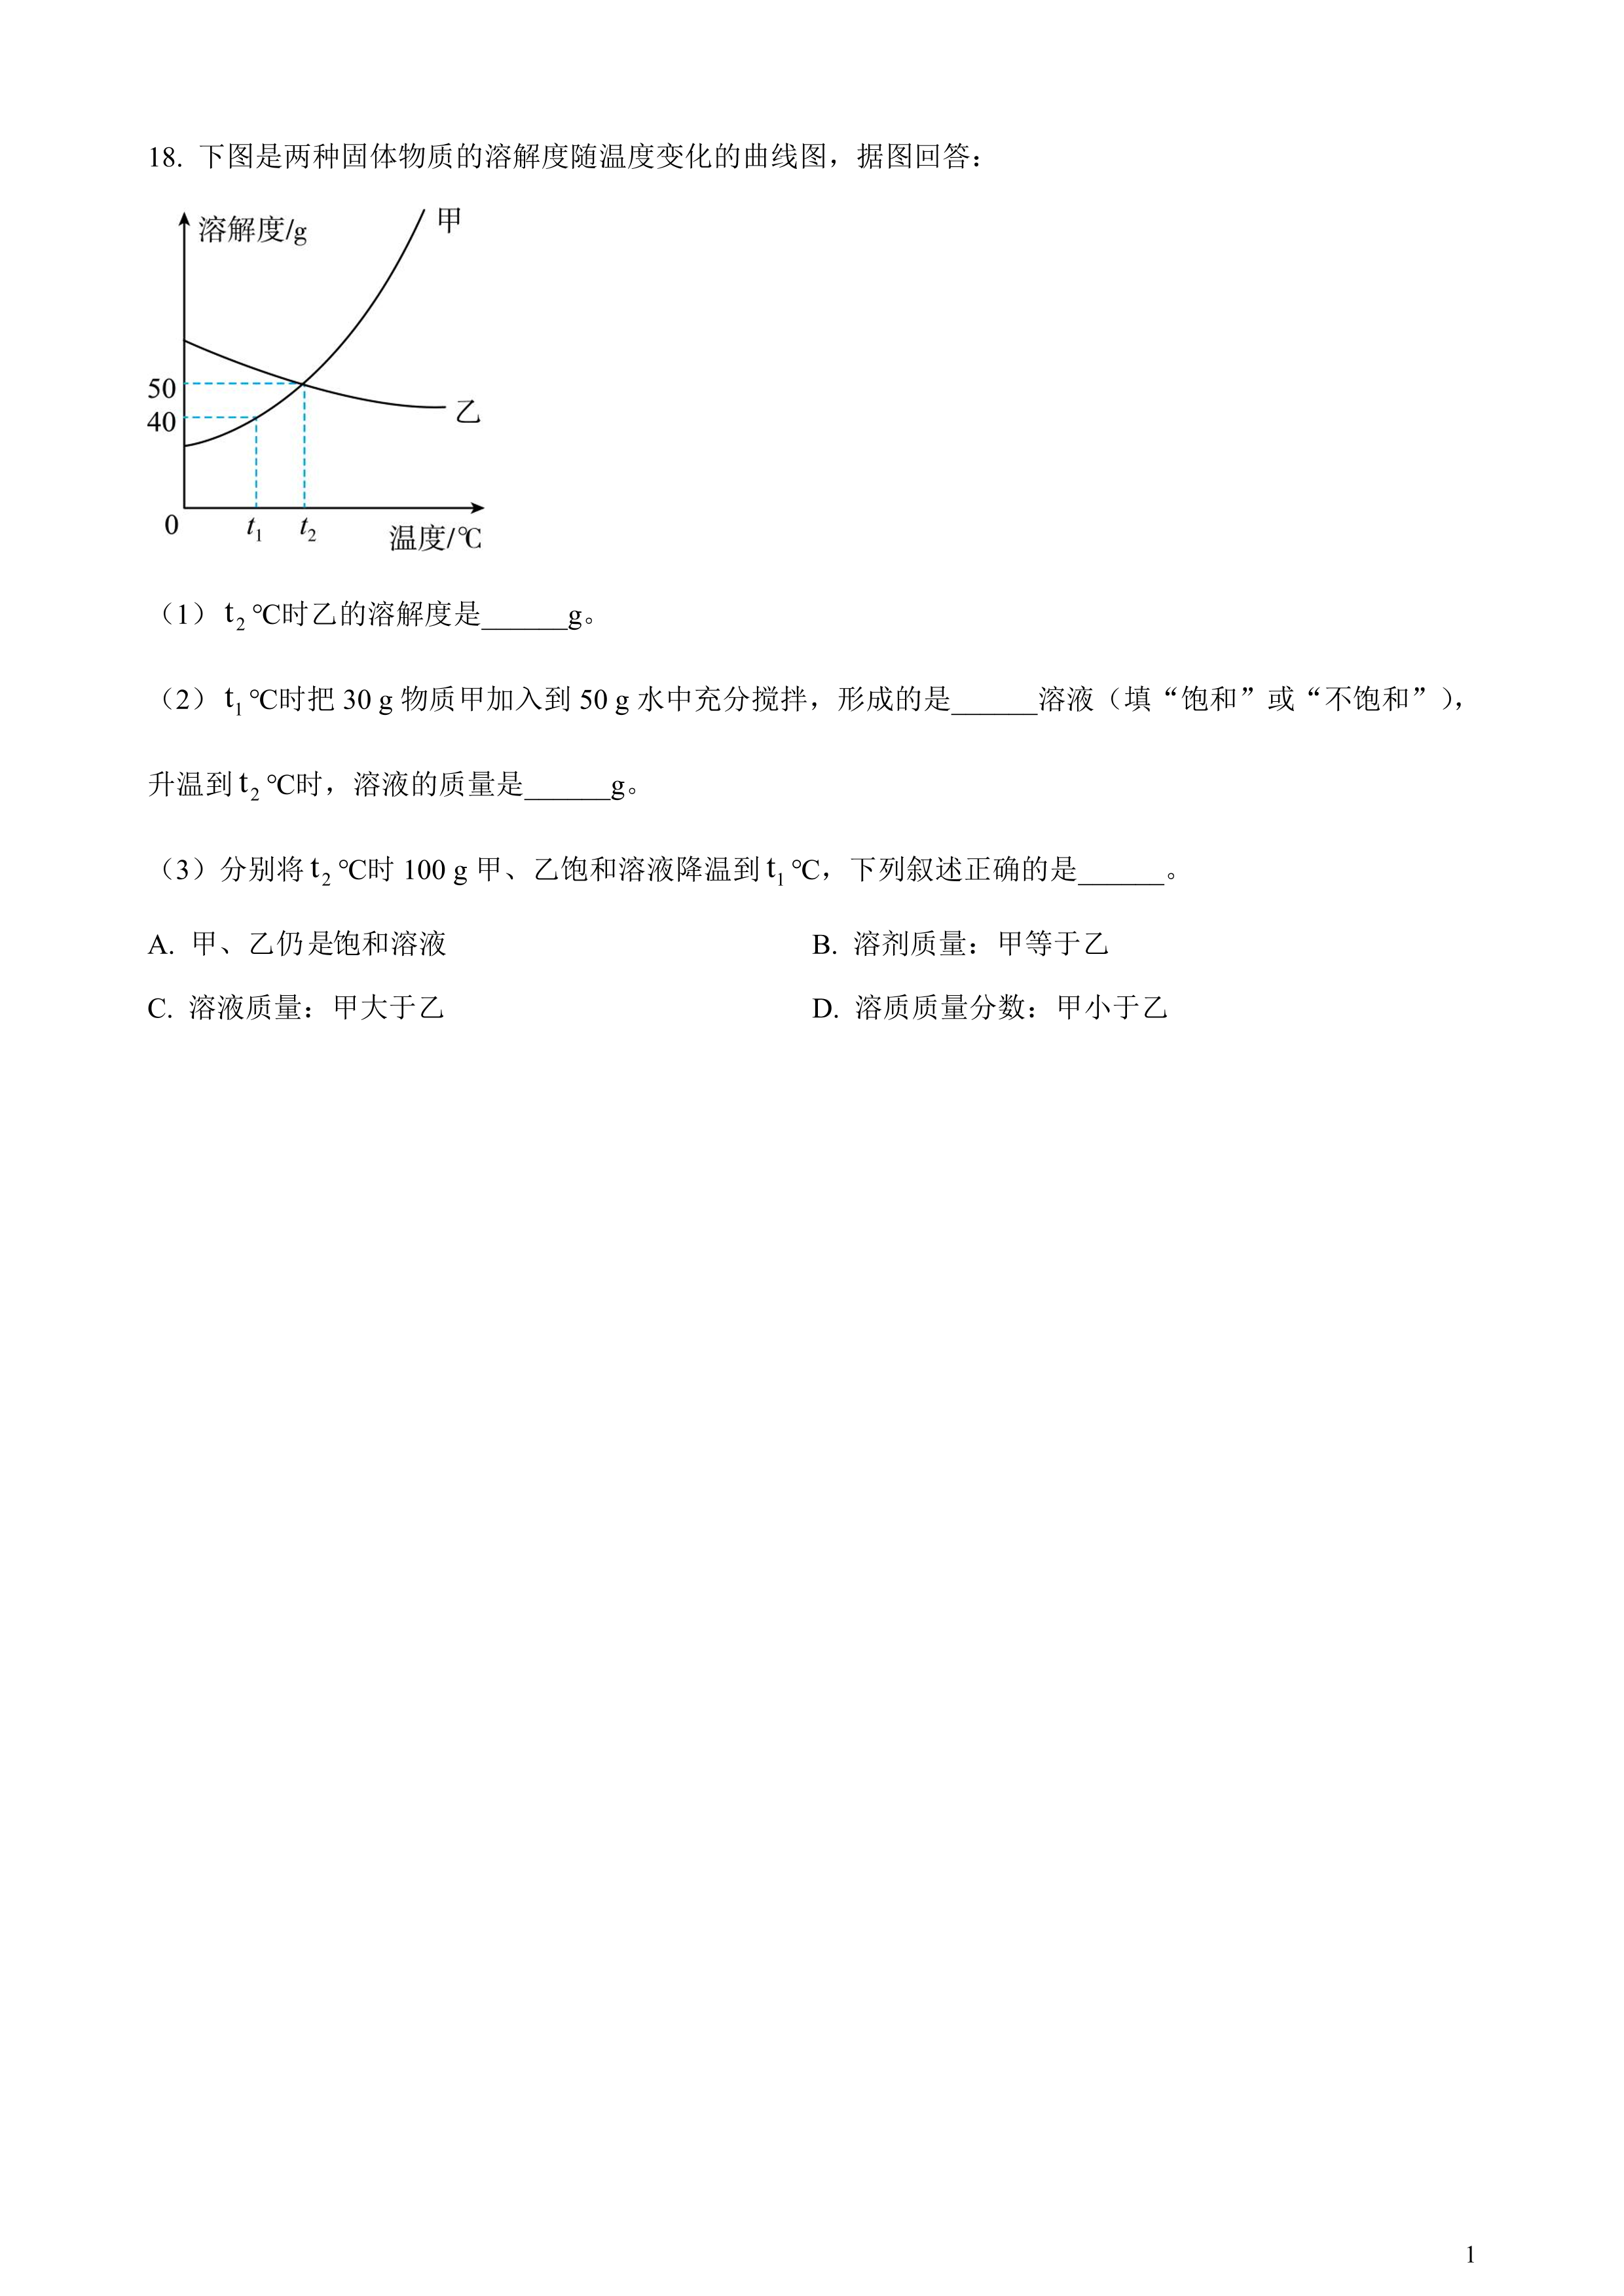 18. 下图是两种固体物质的溶解度随温度变化的曲线图，据图回答：
溶解度/g
甲
50
40
乙
0
t₁
t₂
温度/℃
（1）t₂℃时乙的溶解度是______g。
（2）t₁℃时把 30 g 物质甲加入到 50 g 水中充分搅拌，形成的是______溶液（填“饱和”或“不饱和”），
升温到 t₂℃时，溶液的质量是______g。
（3）分别将 t₂℃时 100 g 甲、乙饱和溶液降温到 t₁℃，下列叙述正确的是______。
A. 甲、乙仍是饱和溶液 B. 溶剂质量：甲等于乙
C. 溶液质量：甲大于乙 D. 溶质质量分数：甲小于乙
1